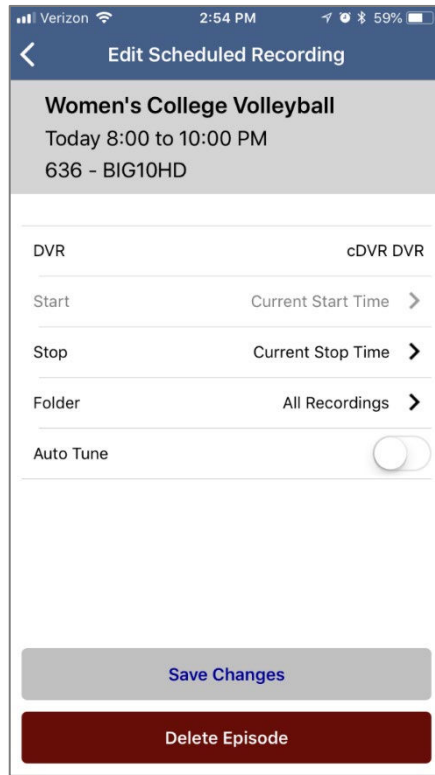 Verizon 2:54 PM 59%
Edit Scheduled Recording
Women's College Volleyball
Today 8:00 to 10:00 PM
636 - BIG10HD
DVR cDVR DVR
Start Current Start Time
Stop Current Stop Time
Folder All Recordings
Auto Tune
Save Changes
Delete Episode